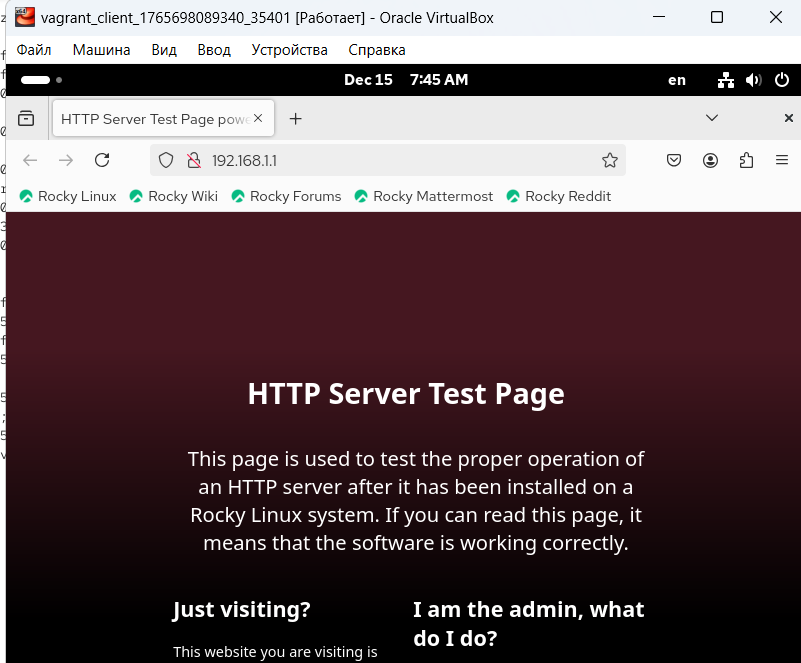 vagrant_client_1765698089340_35401 [Работает] - Oracle VirtualBox
Файл Машина Вид Ввод Устройства Справка
Dec 15 7:45 AM en
HTTP Server Test Page powe
192.168.1.1
Rocky Linux Rocky Wiki Rocky Forums Rocky Mattermost Rocky Reddit
HTTP Server Test Page
This page is used to test the proper operation of
an HTTP server after it has been installed on a
Rocky Linux system. If you can read this page, it
means that the software is working correctly.
Just visiting?
This website you are visiting is
I am the admin, what
do I do?